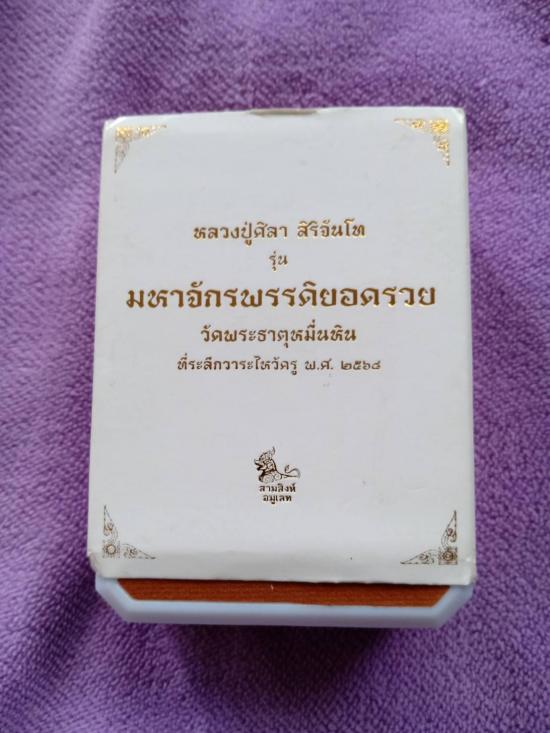 หลวงปู่ศิลา สิริจันโท
รุ่น
มหาจักรพรรดิยอดรวย
วัดพระธาตุหมื่นหิน
ที่ระลึกวาระไหว้ครู พ.ศ. ๒๕๖๘
สามสิงห์
อมูเลท